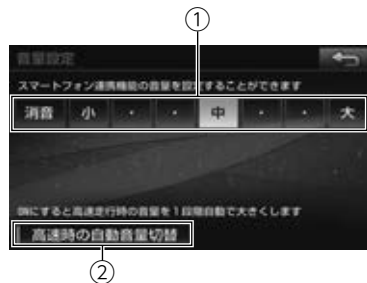 ①
音量設定
スマートフォン連携機能の音量を設定することができます
消音 小 ・ ・ 中 ・ ・ 大
ONにすると高速走行時の音量を1段階自動で大きくします
高速時の自動音量切替
②